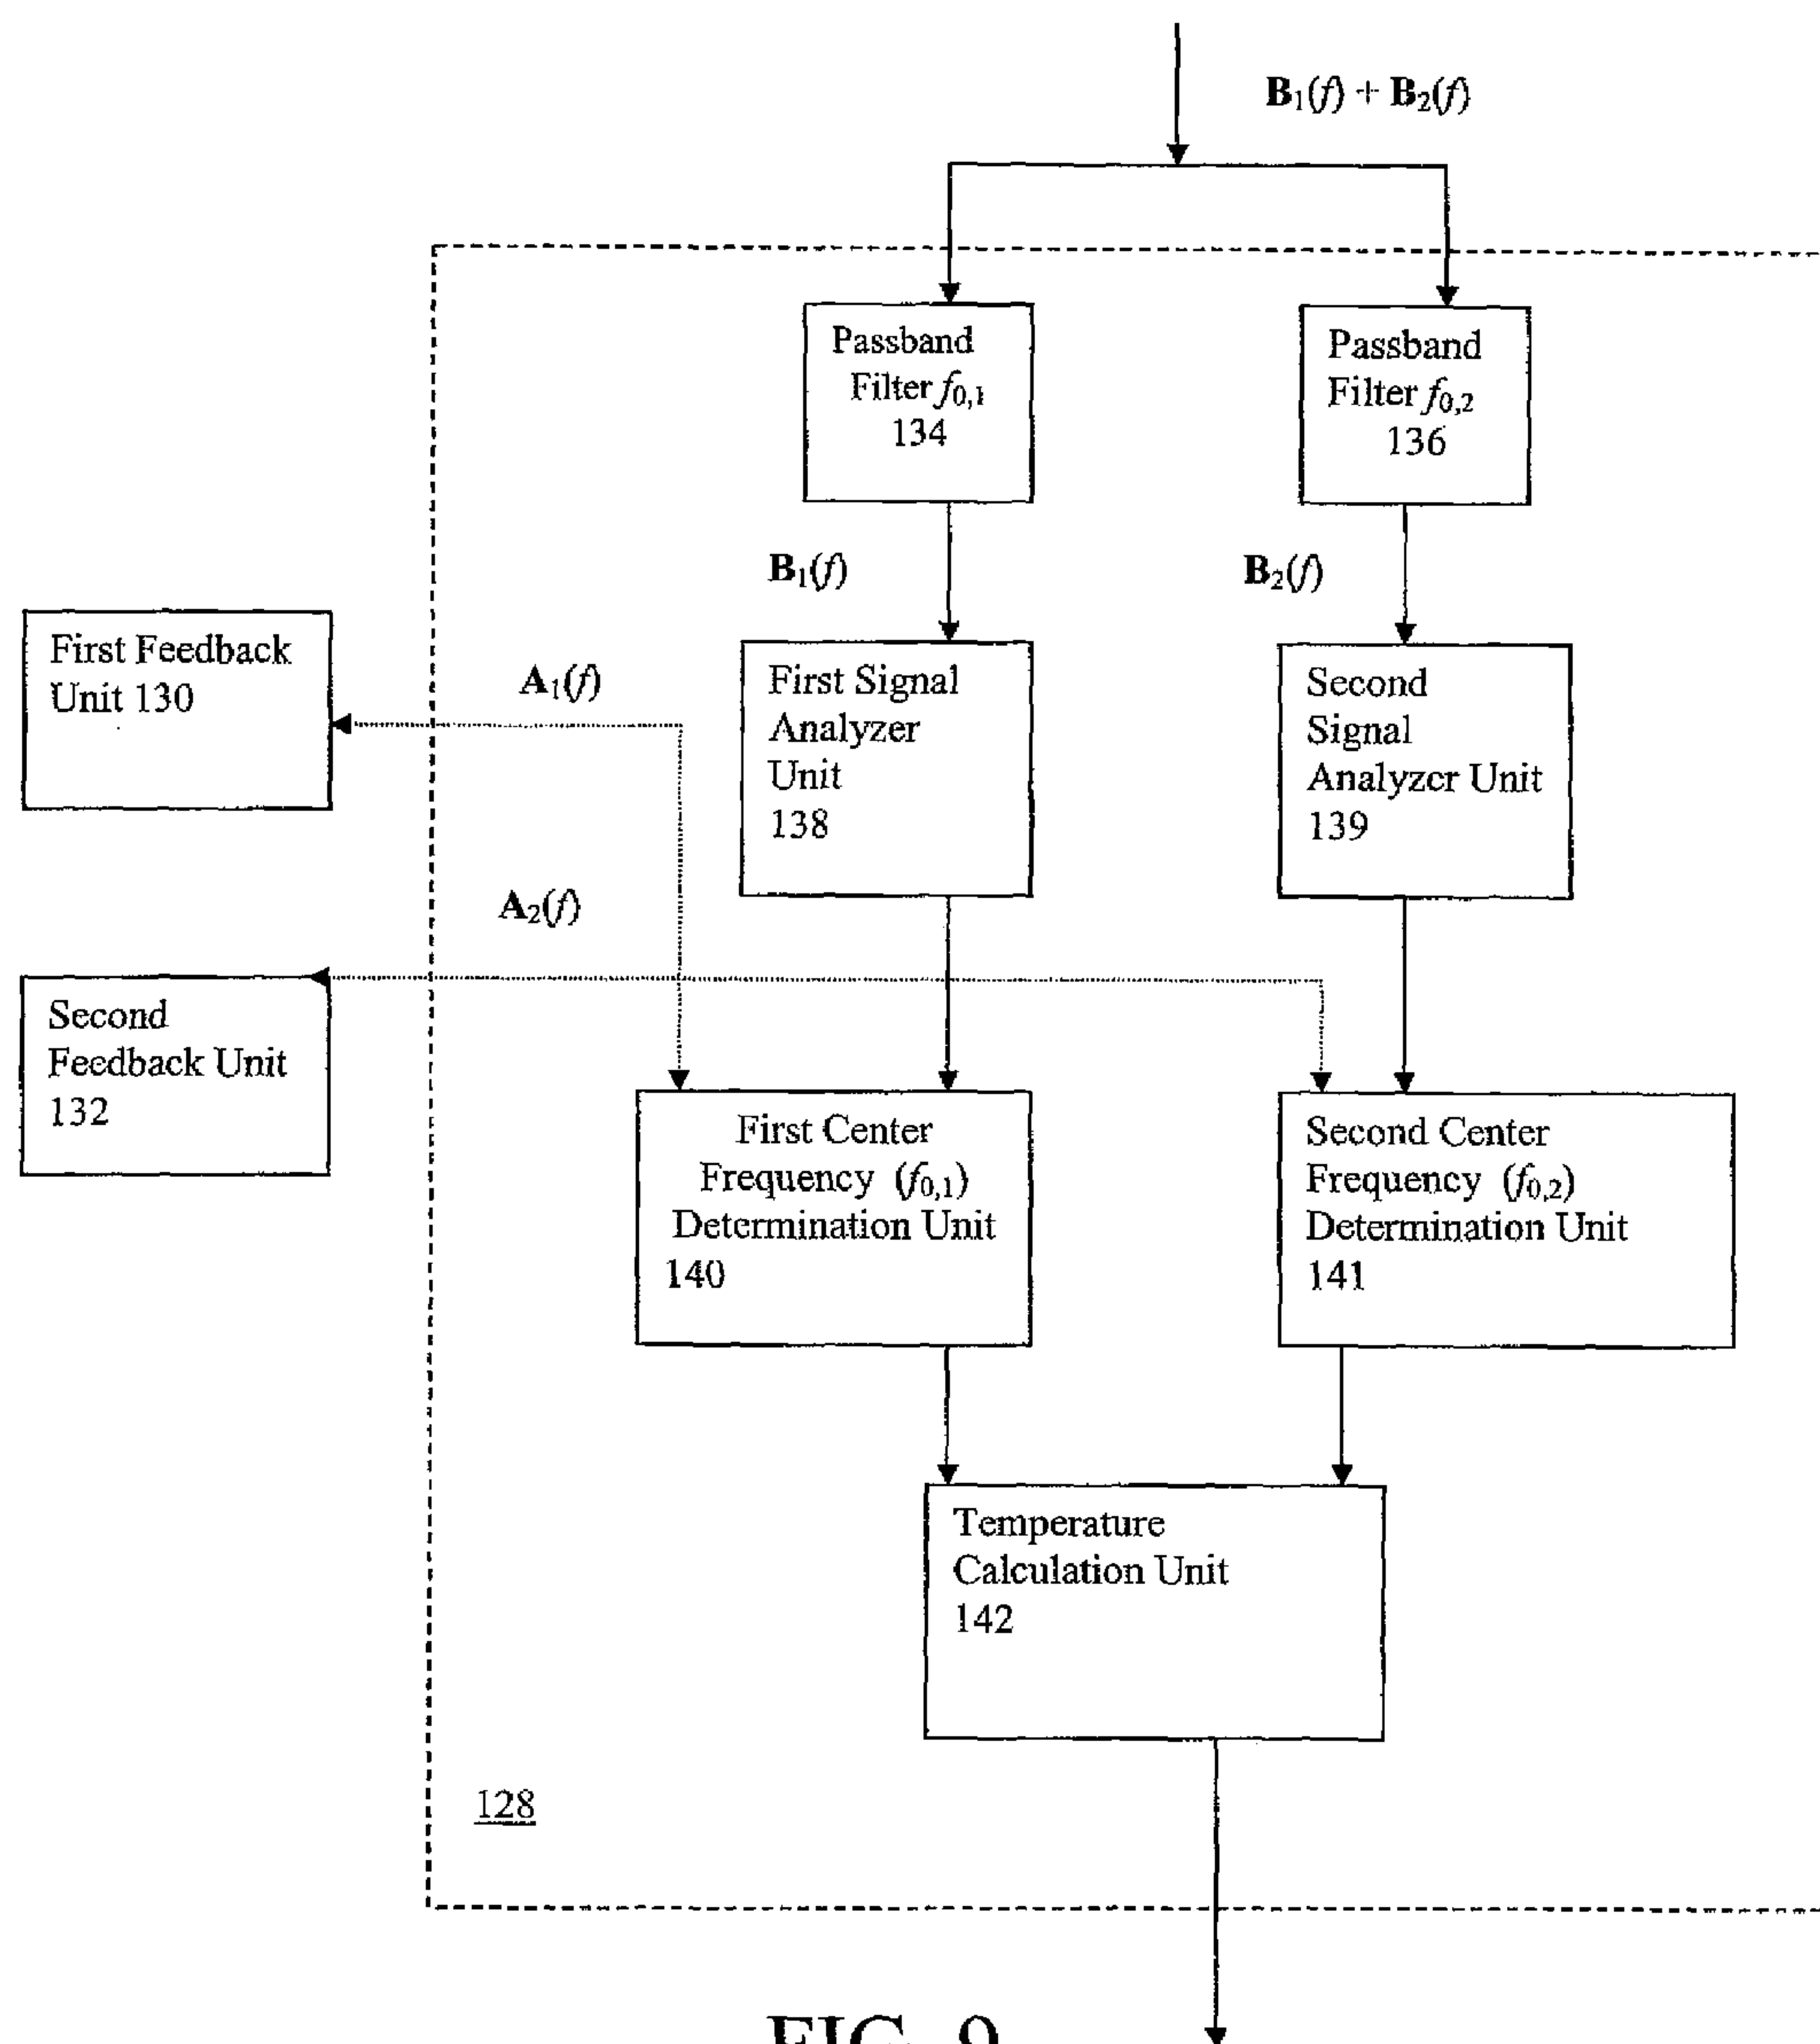 B₁(f) + B₂(f)
Passband
Filter f₀,₁
134
Passband
Filter f₀,₂
136
B₁(f)
B₂(f)
First Feedback
Unit 130
A₁(f)
First Signal
Analyzer
Unit
138
Second
Signal
Analyzer Unit
139
A₂(f)
Second
Feedback Unit
132
First Center
Frequency (f₀,₁)
Determination Unit
140
Second Center
Frequency (f₀,₂)
Determination Unit
141
Temperature
Calculation Unit
142
128
FIG. 9